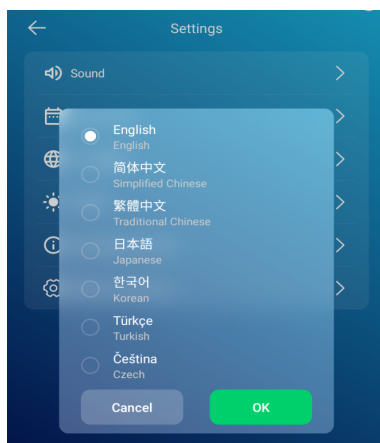 Settings
Sound
English
English
简体中文
Simplified Chinese
繁體中文
Traditional Chinese
日本語
Japanese
한국어
Korean
Türkçe
Turkish
Čeština
Czech
Cancel
OK